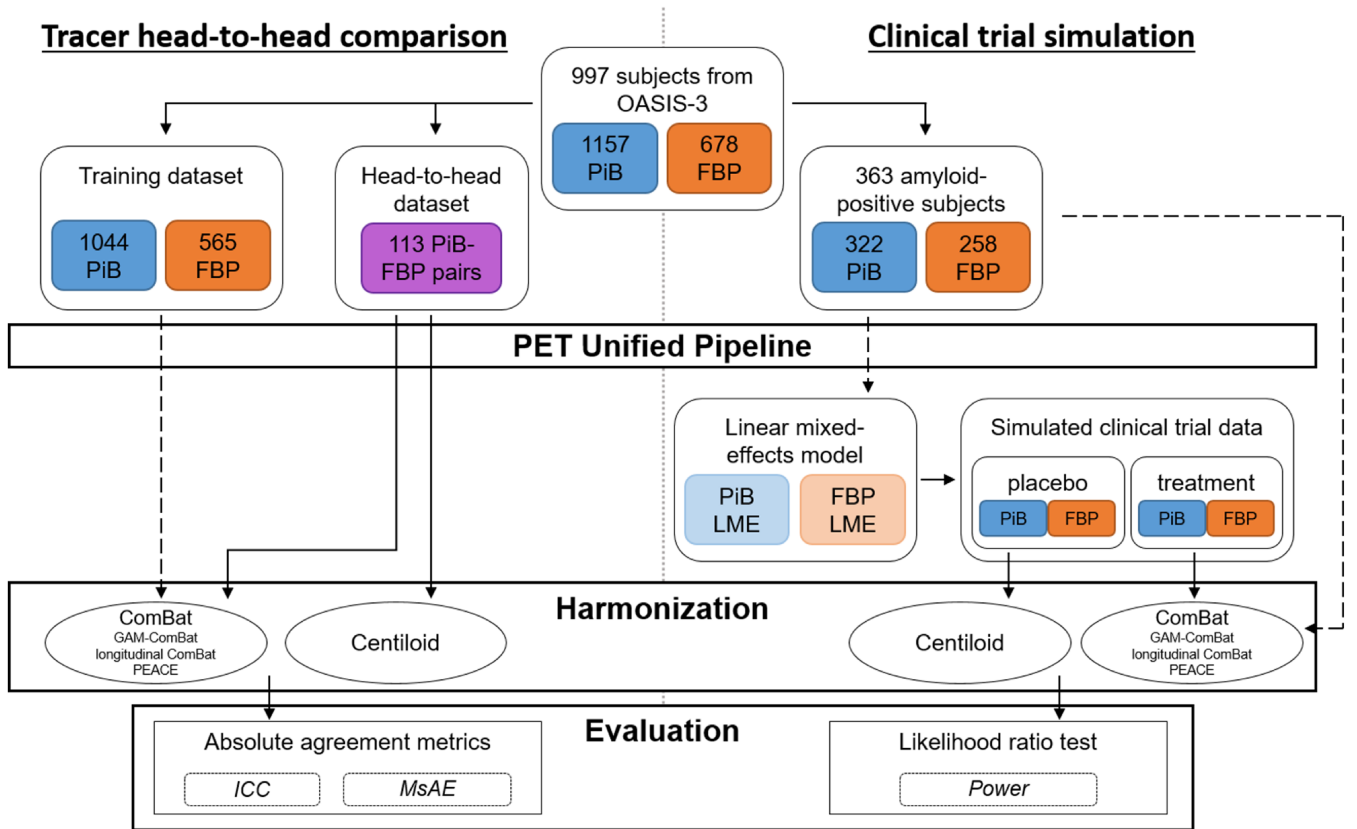 Tracer head-to-head comparison
Clinical trial simulation
997 subjects from
OASIS-3
1157
PiB
678
FBP
Training dataset
1044
PiB
565
FBP
Head-to-head
dataset
113 PiB-
FBP pairs
363 amyloid-
positive subjects
322
PiB
258
FBP
PET Unified Pipeline
Linear mixed-
effects model
PiB
LME
FBP
LME
Simulated clinical trial data
placebo
PiB
FBP
treatment
PiB
FBP
Harmonization
ComBat
GAM-ComBat
longitudinal ComBat
PEACE
Centiloid
Centiloid
ComBat
GAM-ComBat
longitudinal ComBat
PEACE
Evaluation
Absolute agreement metrics
ICC
MsAE
Likelihood ratio test
Power